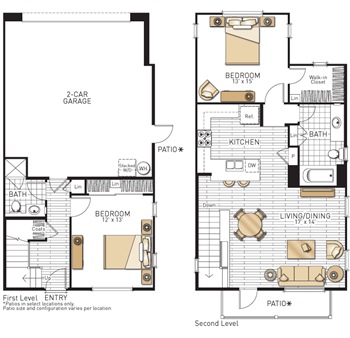 2-CAR
GARAGE
Stacked
W/D
WH
PATIO*
BATH
Lin
Lin
Coats
BEDROOM
12' x 13'
Up
First Level
ENTRY
*Patios in select locations only.
Patio size and configuration varies per location.
BEDROOM
13' x 15'
Lin
Walk-in
Closet
Ref.
Lin
BATH
KITCHEN
P
DW
Down
LIVING/DINING
17' x 14'
PATIO*
Second Level